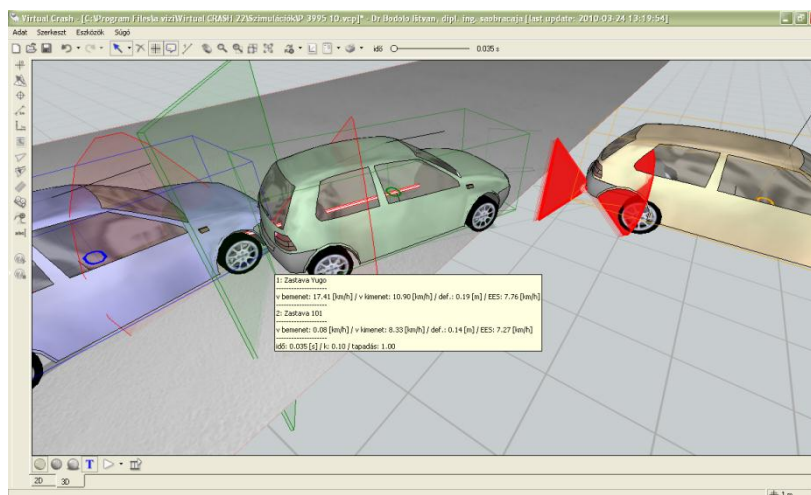 Virtual Crash - [C:\Program Files\a vizi\Virtual CRASH 22\Szimulációk\P 3995 10.vcp]* - Dr Bodolo Istvan, dipl. ing. saobracaja [last update: 2010-03-24 13:19:54]
Adat Szerkeszt Eszközök Súgó
idő 0.035 s
1: Zastava Yugo
v bemenet: 17.41 [km/h] / v kimenet: 10.90 [km/h] / def.: 0.19 [m] / EES: 7.76 [km/h]
2: Zastava 101
v bemenet: 0.08 [km/h] / v kimenet: 8.33 [km/h] / def.: 0.14 [m] / EES: 7.27 [km/h]
idő: 0.035 [s] / k: 0.10 / tapadás: 1.00
T
2D 3D
1 m